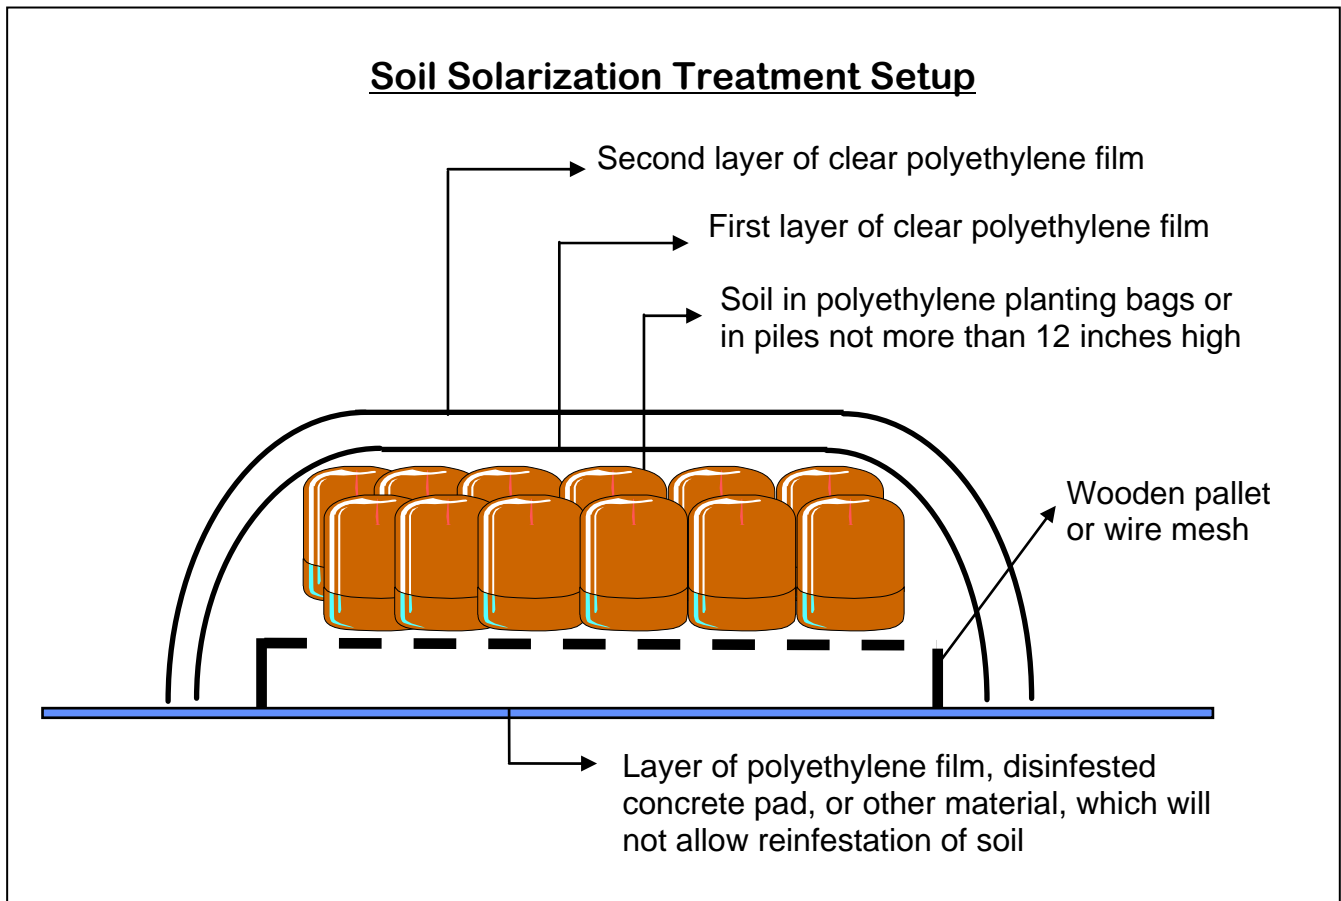 Soil Solarization Treatment Setup
Second layer of clear polyethylene film
First layer of clear polyethylene film
Soil in polyethylene planting bags or
in piles not more than 12 inches high
Wooden pallet
or wire mesh
Layer of polyethylene film, disinfested
concrete pad, or other material, which will
not allow reinfestation of soil